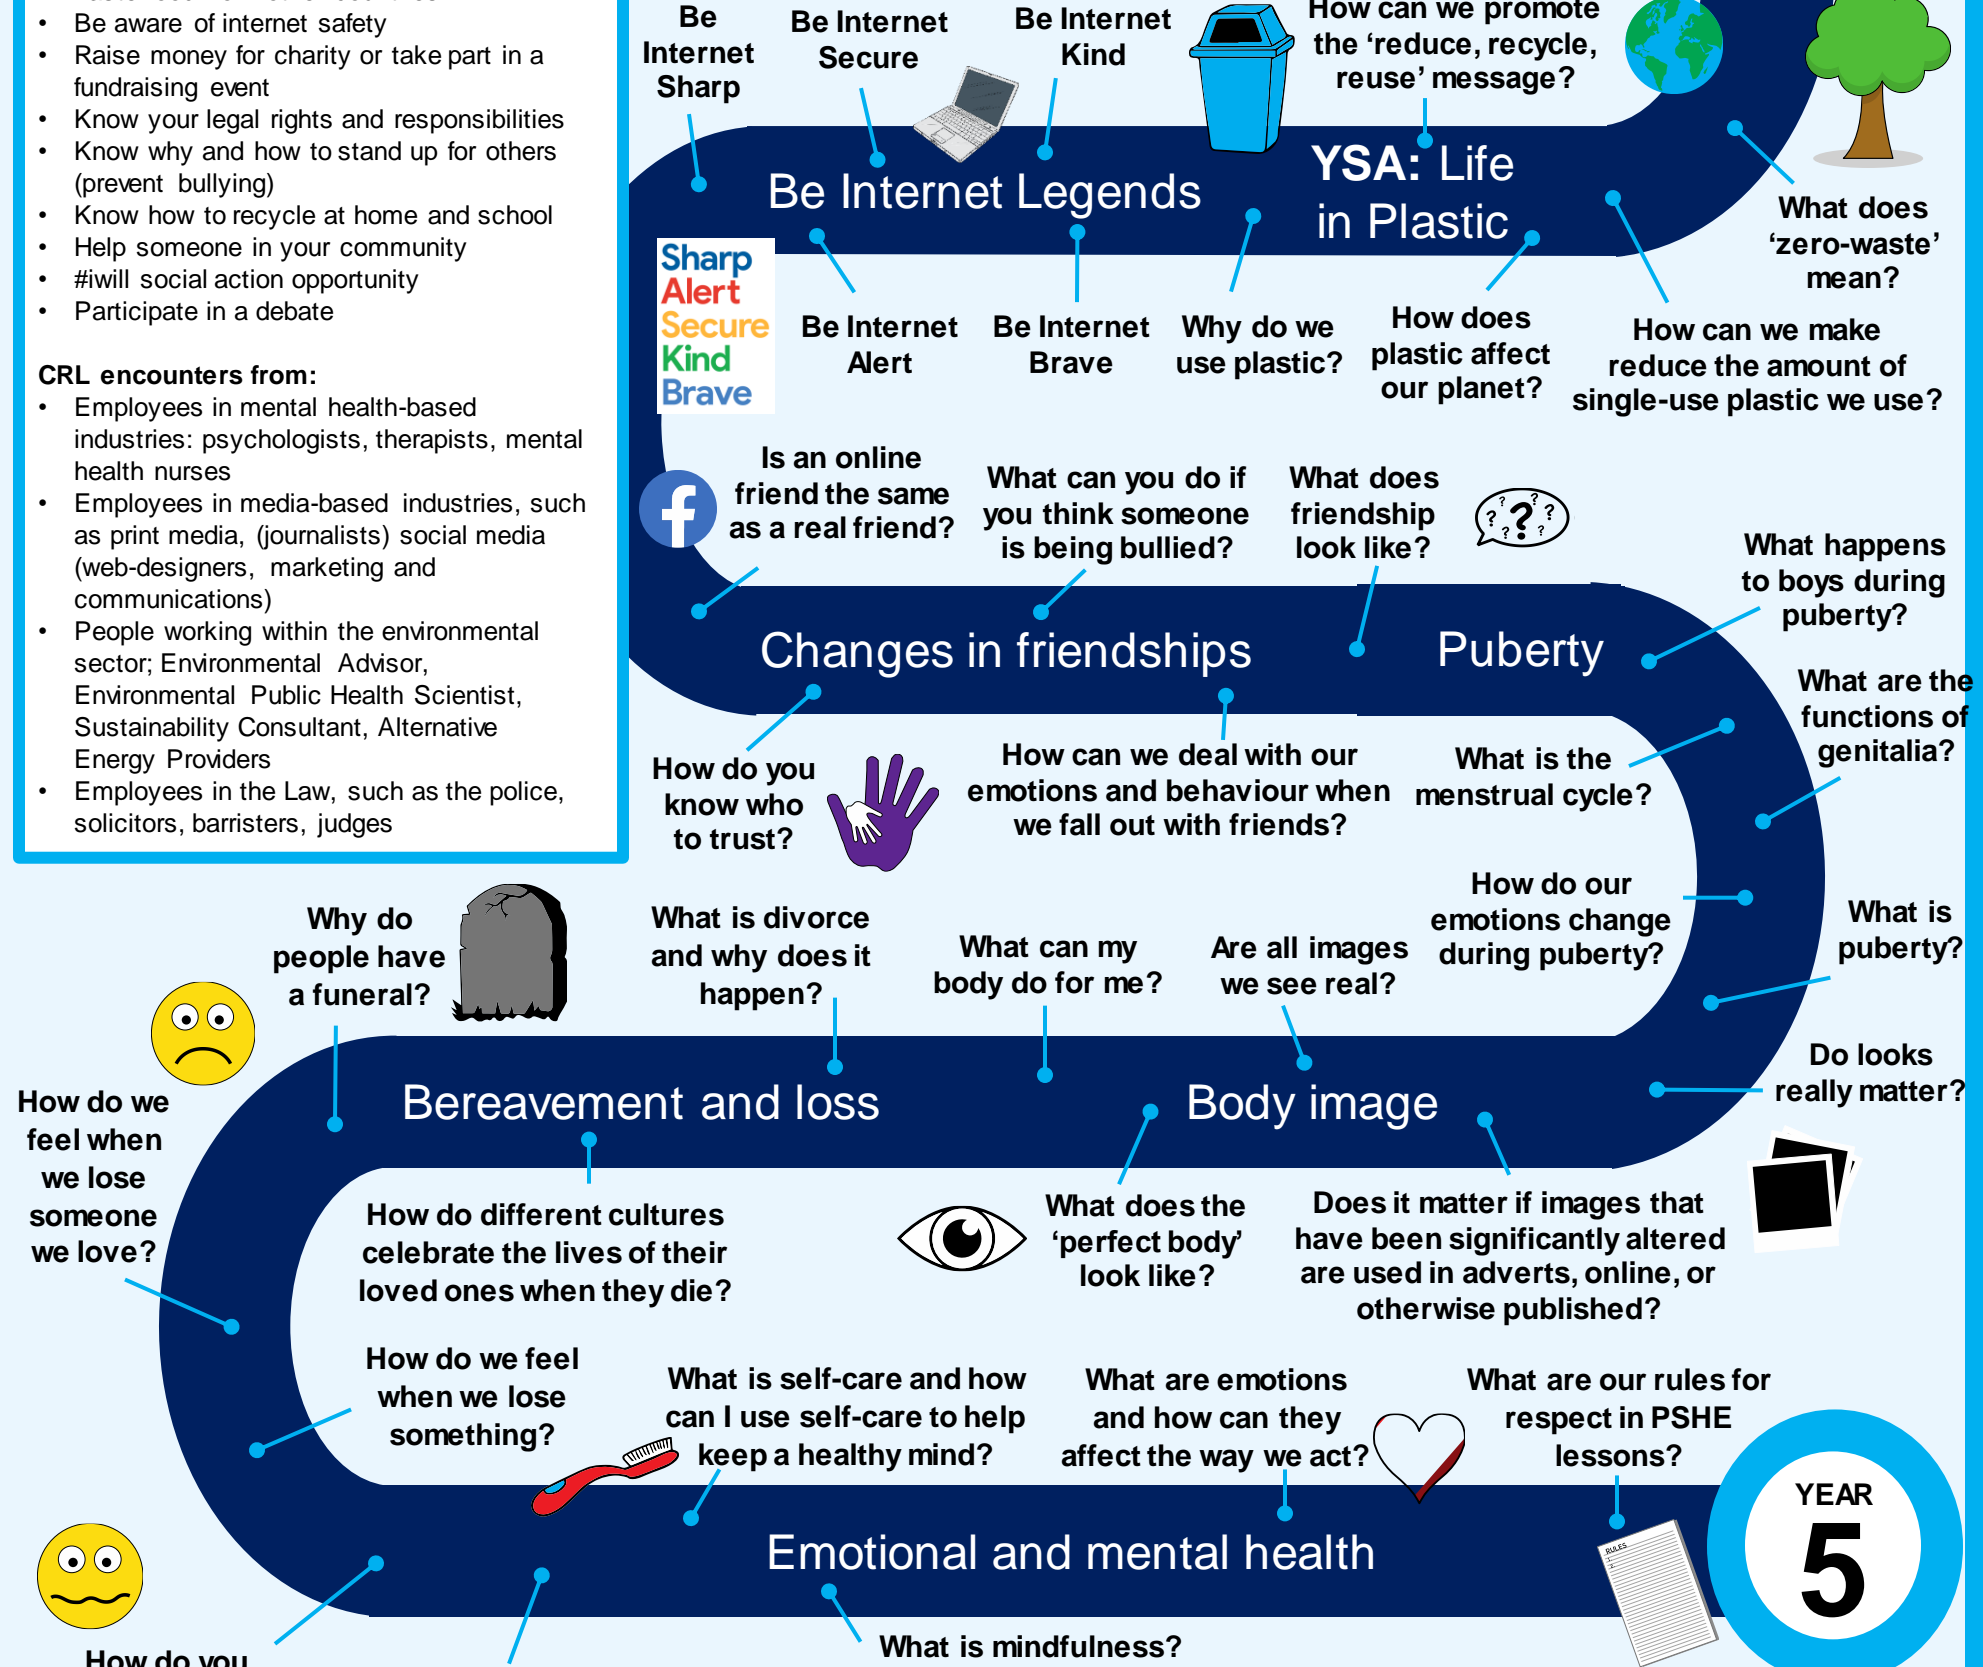 • Be aware of internet safety
• Raise money for charity or take part in a
fundraising event
• Know your legal rights and responsibilities
• Know why and how to stand up for others
(prevent bullying)
• Know how to recycle at home and school
• Help someone in your community
• #iwill social action opportunity
• Participate in a debate
CRL encounters from:
• Employees in mental health-based
industries: psychologists, therapists, mental
health nurses
• Employees in media-based industries, such
as print media, (journalists) social media
(web-designers, marketing and
communications)
• People working within the environmental
sector; Environmental Advisor,
Environmental Public Health Scientist,
Sustainability Consultant, Alternative
Energy Providers
• Employees in the Law, such as the police,
solicitors, barristers, judges
Be
Internet
Sharp
Be Internet
Secure
Be Internet
Kind
How can we promote
the ‘reduce, recycle,
reuse’ message?
Be Internet Legends
YSA: Life
in Plastic
What does
‘zero-waste’
mean?
Sharp
Alert
Secure
Kind
Brave
Be Internet
Alert
Be Internet
Brave
Why do we
use plastic?
How does
plastic affect
our planet?
How can we make
reduce the amount of
single-use plastic we use?
f
Is an online
friend the same
as a real friend?
What can you do if
you think someone
is being bullied?
What does
friendship
look like?
? ? ? ? ? ? ?
What happens
to boys during
puberty?
Changes in friendships
Puberty
What are the
functions of
genitalia?
How do you
know who
to trust?
How can we deal with our
emotions and behaviour when
we fall out with friends?
What is the
menstrual cycle?
How do our
emotions change
during puberty?
What is
puberty?
Why do
people have
a funeral?
What is divorce
and why does it
happen?
What can my
body do for me?
Are all images
we see real?
Do looks
really matter?
Bereavement and loss
Body image
How do we
feel when
we lose
someone
we love?
How do different cultures
celebrate the lives of their
loved ones when they die?
What does the
‘perfect body’
look like?
Does it matter if images that
have been significantly altered
are used in adverts, online, or
otherwise published?
How do we feel
when we lose
something?
What is self-care and how
can I use self-care to help
keep a healthy mind?
What are emotions
and how can they
affect the way we act?
What are our rules for
respect in PSHE
lessons?
YEAR
5
Emotional and mental health
RULES
1.
2.
What is mindfulness?
How do you